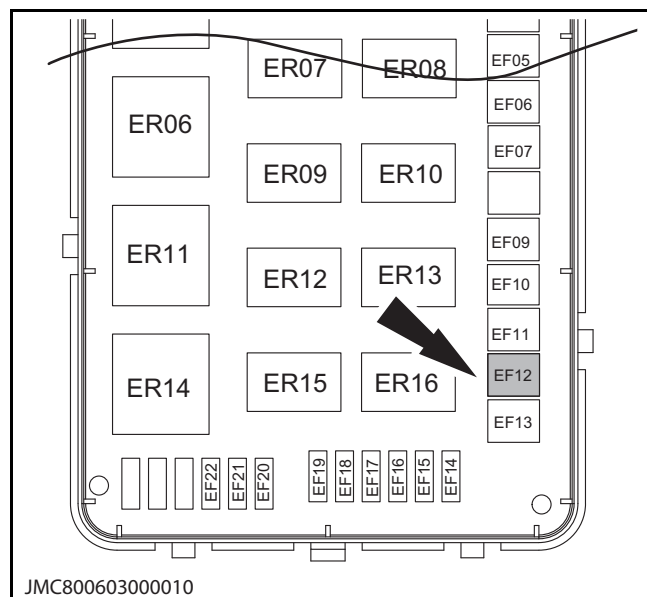 EF05
ER07 ER08
EF06
ER06
EF07
ER09 ER10
EF09
ER11
ER12 ER13
EF10
EF11
EF12
ER14
ER15 ER16
EF13
EF22 EF21 EF20 EF19 EF18 EF17 EF16 EF15 EF14
JMC800603000010